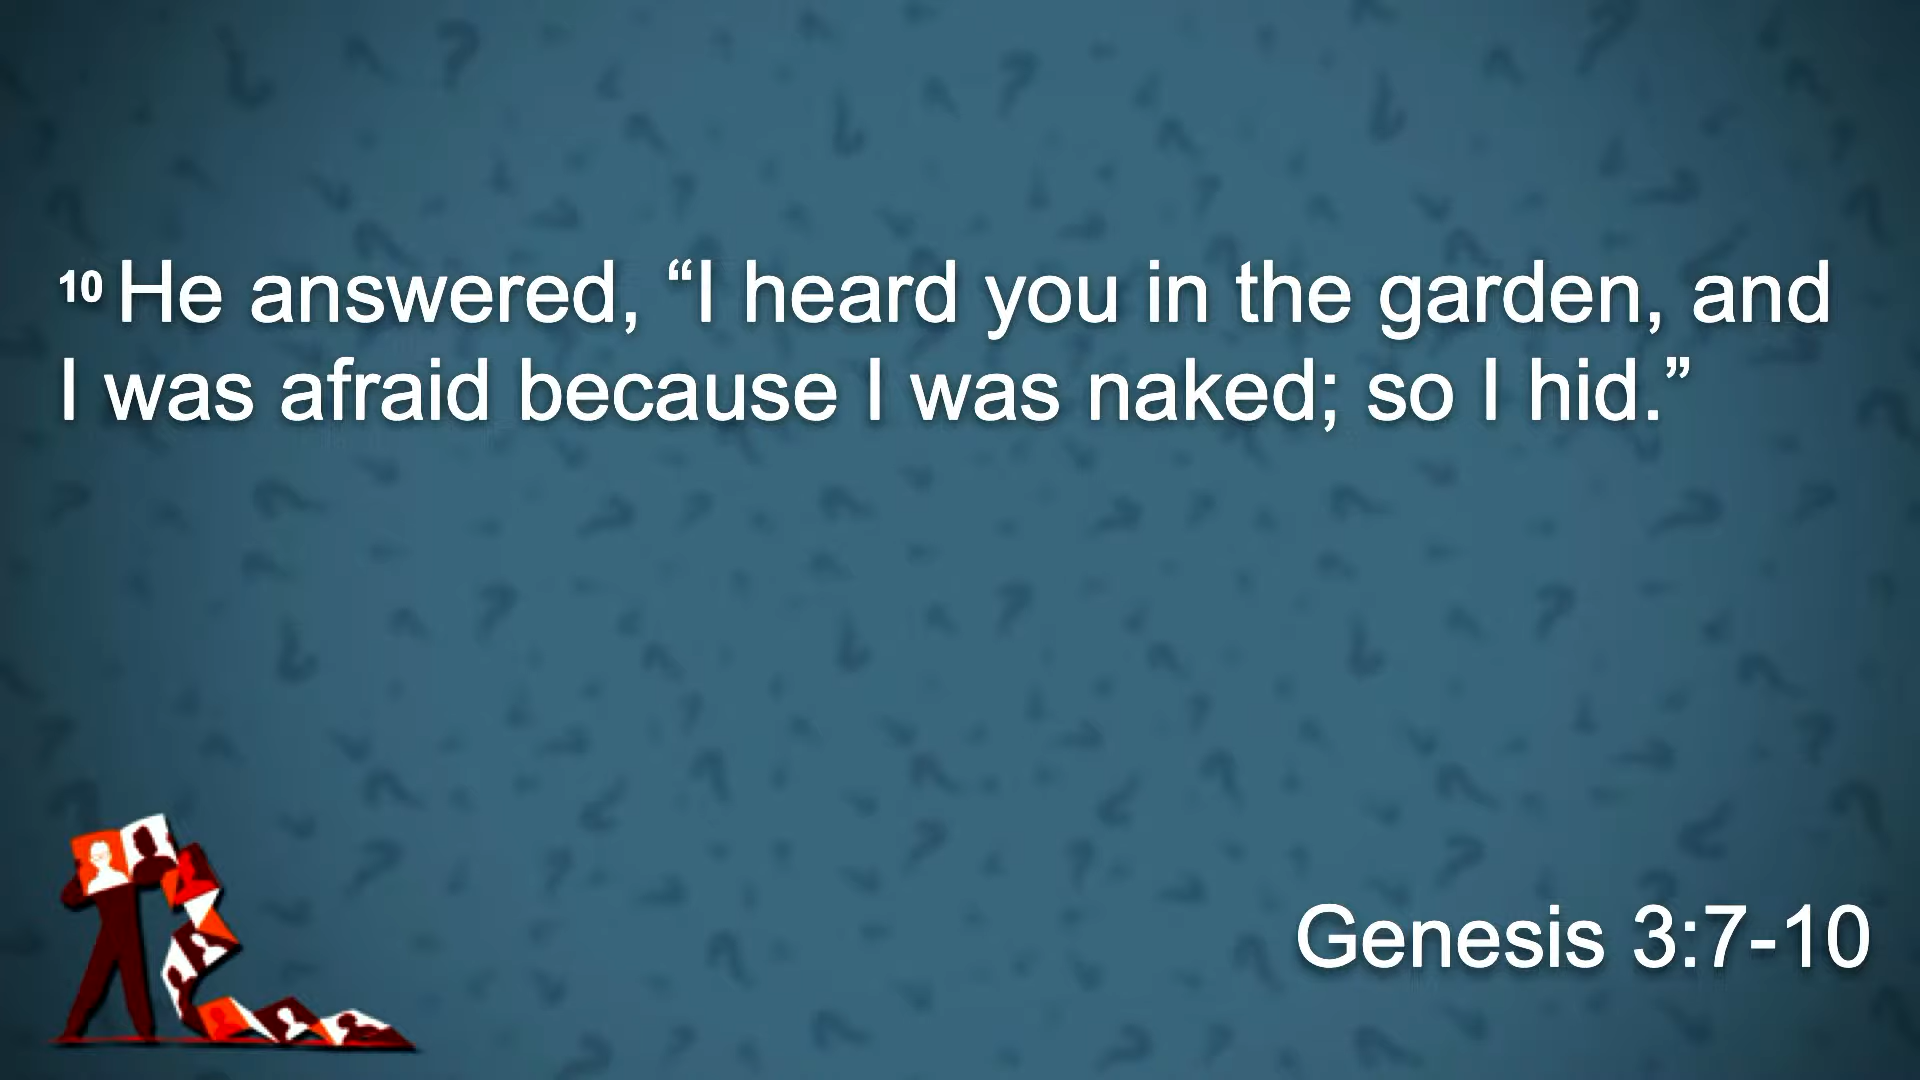 10 He answered, “I heard you in the garden, and
I was afraid because I was naked; so I hid.”
Genesis 3:7-10